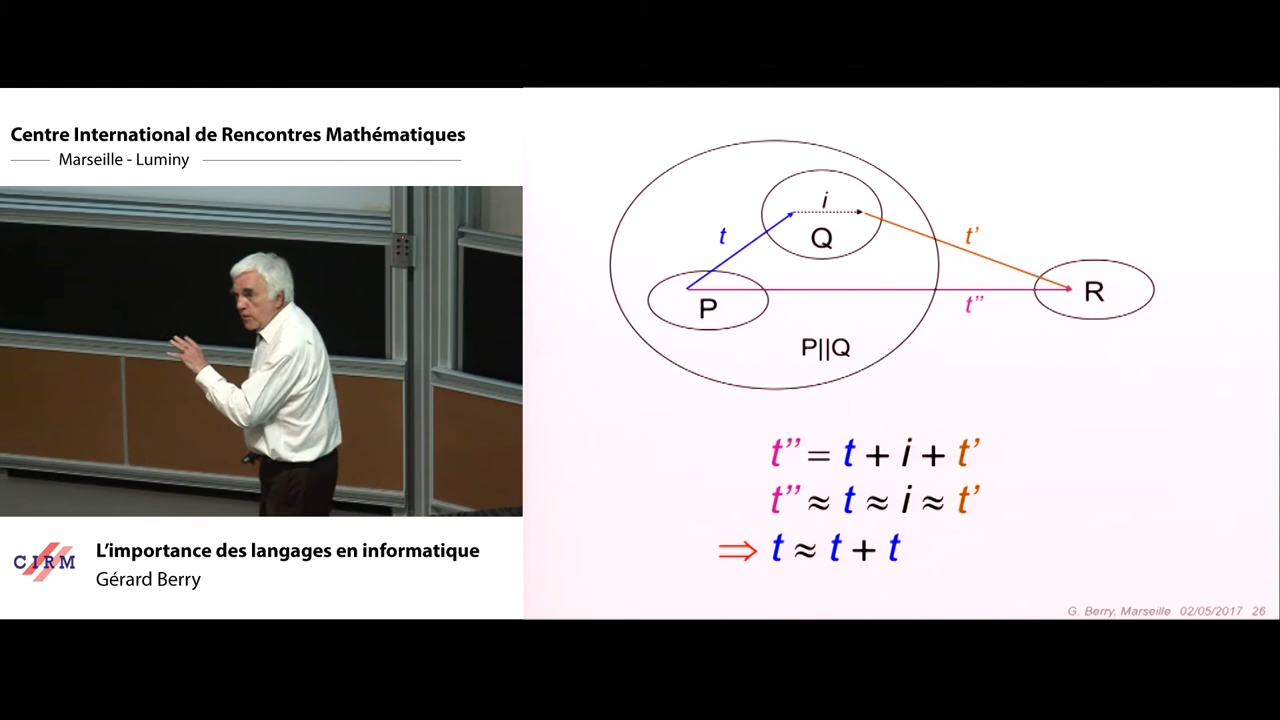 Centre International de Rencontres Mathématiques
Marseille - Luminy
i
t
Q
t'
P
t''
R
P||Q
t'' = t + i + t'
t'' ≈ t ≈ i ≈ t'
⇒ t ≈ t + t
CIRM
L'importance des langages en informatique
Gérard Berry
G. Berry, Marseille 02/05/2017 26